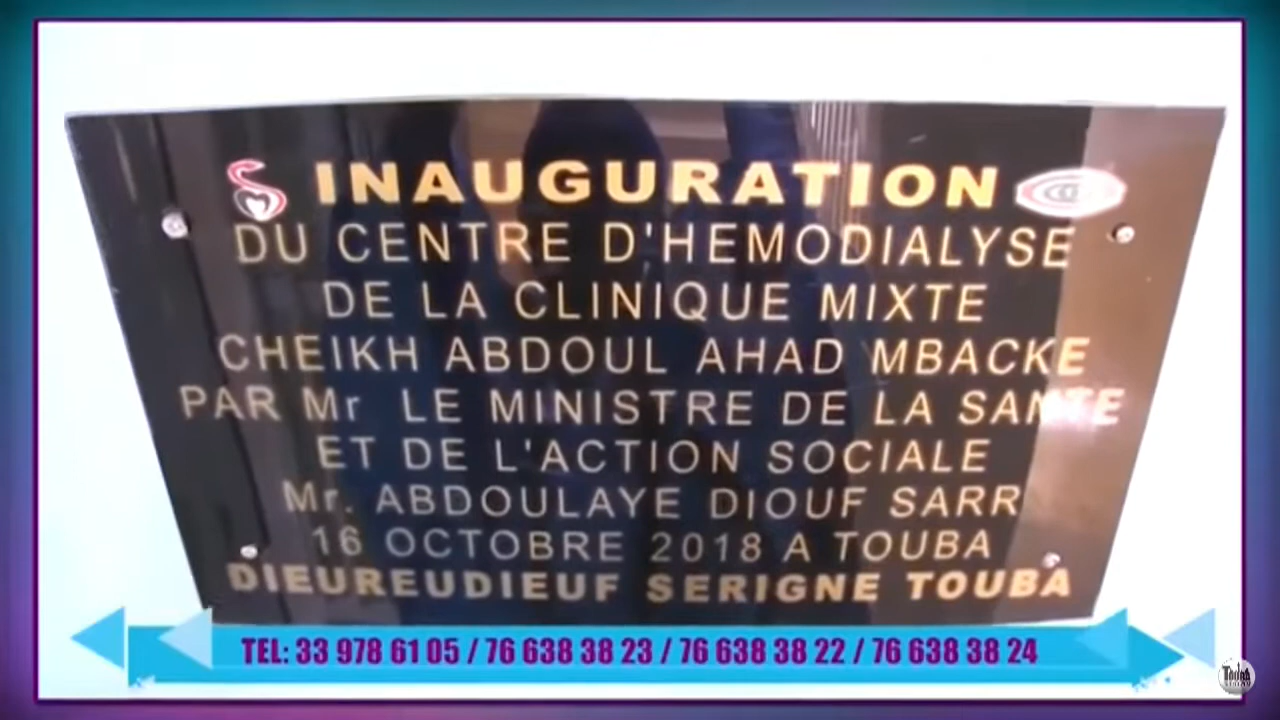 INAUGURATION
DU CENTRE D'HEMODIALYSE
DE LA CLINIQUE MIXTE
CHEIKH ABDOUL AHAD MBACKE
PAR Mr LE MINISTRE DE LA SANTE
ET DE L'ACTION SOCIALE
Mr. ABDOULAYE DIOUF SARR
16 OCTOBRE 2018 A TOUBA
DIEUREUDIEUF SERIGNE TOUBA
TEL: 33 978 61 05 / 76 638 38 23 / 76 638 38 22 / 76 638 38 24
Touba